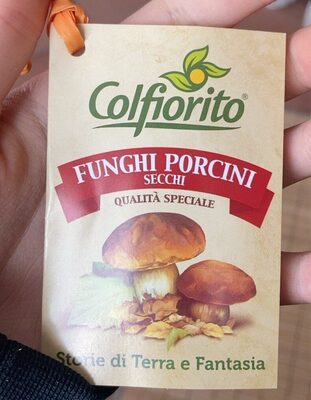 Colfiorito®
FUNGHI PORCINI
SECCHI
QUALITÀ SPECIALE
Storie di Terra e Fantasia